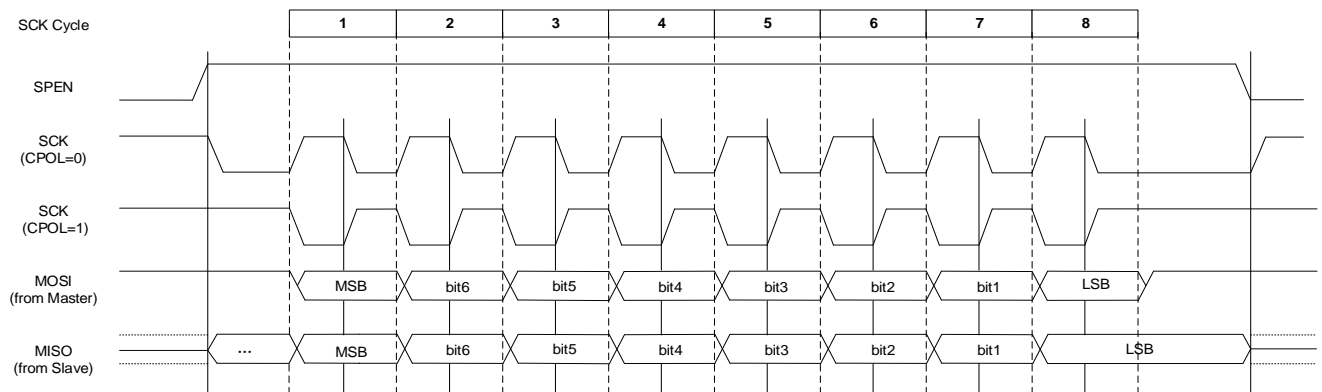 SCK Cycle 1 2 3 4 5 6 7 8
SPEN
SCK
(CPOL=0)
SCK
(CPOL=1)
MOSI
(from Master)
MSB bit6 bit5 bit4 bit3 bit2 bit1 LSB
MISO
(from Slave)
... MSB bit6 bit5 bit4 bit3 bit2 bit1 LSB